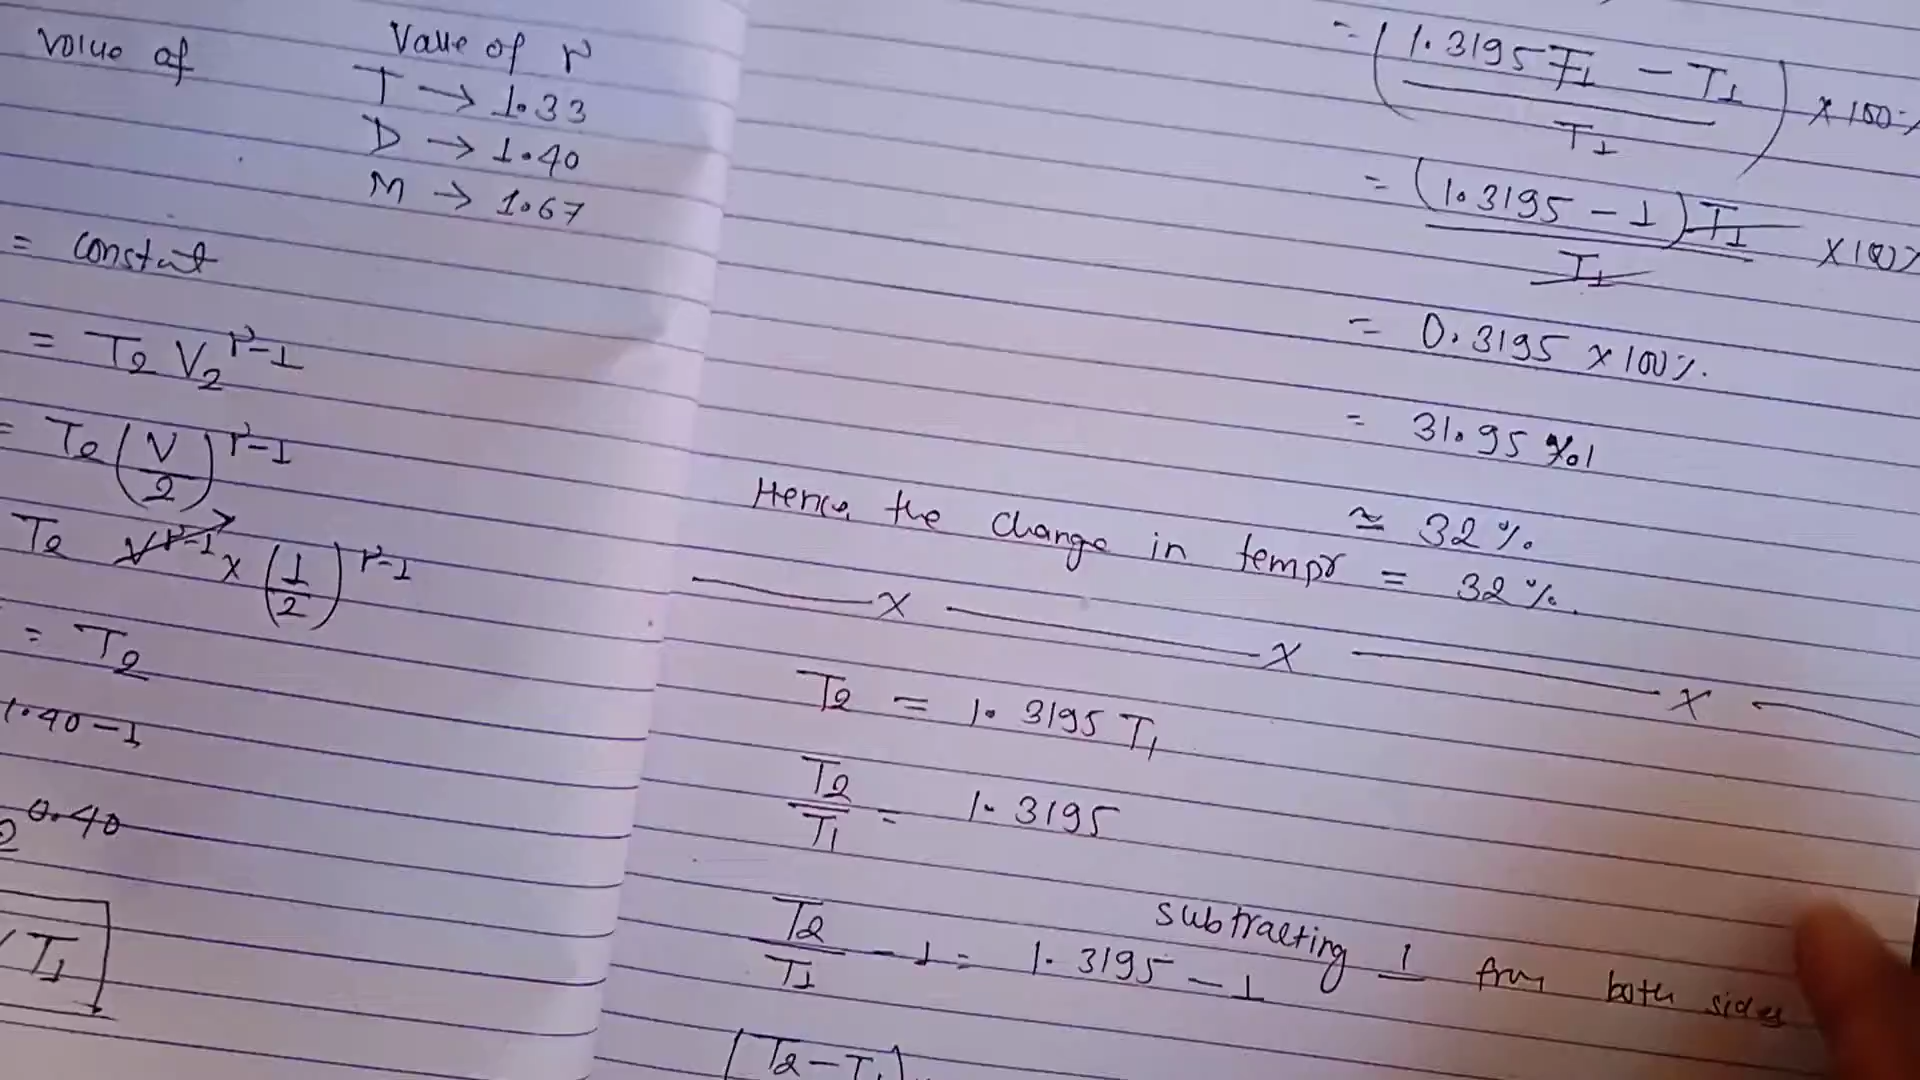 Value of
Value of r
T → 1.33
D → 1.40
M → 1.67
= constant
= T2 V2^r-1
= T2 (V/2)^r-1
T2 V^r-1 x (1/2)^r-1
= T2
1.40-1
2^0.40
T1
= (1.3195 T1 - T1 / T1) x 100%
= (1.3195 - 1) T1 / T1 x 100%
= 0.3195 x 100%.
= 31.95 %
≈ 32 %.
Hence, the change in tempr = 32 %.
x x x
T2 = 1.3195 T1
T2/T1 = 1.3195
subtracting 1 from both sides
T2/T1 - 1 = 1.3195 - 1
(T2 - T1)